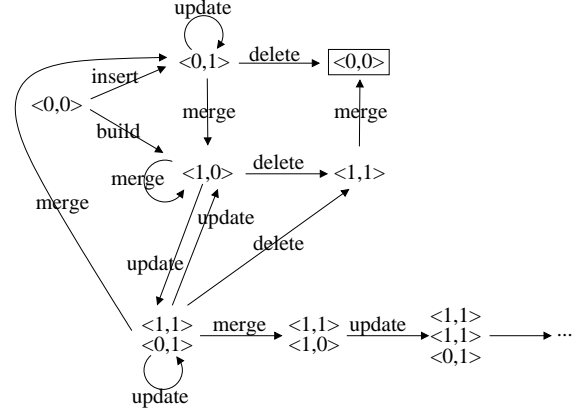 update
<0,1>
delete
<0,0>
insert
<0,0>
merge
merge
build
merge
<1,0>
delete
<1,1>
merge
update
delete
update
<1,1>
<0,1>
merge
<1,1>
<1,0>
update
<1,1>
<1,1>
<0,1>
...
update